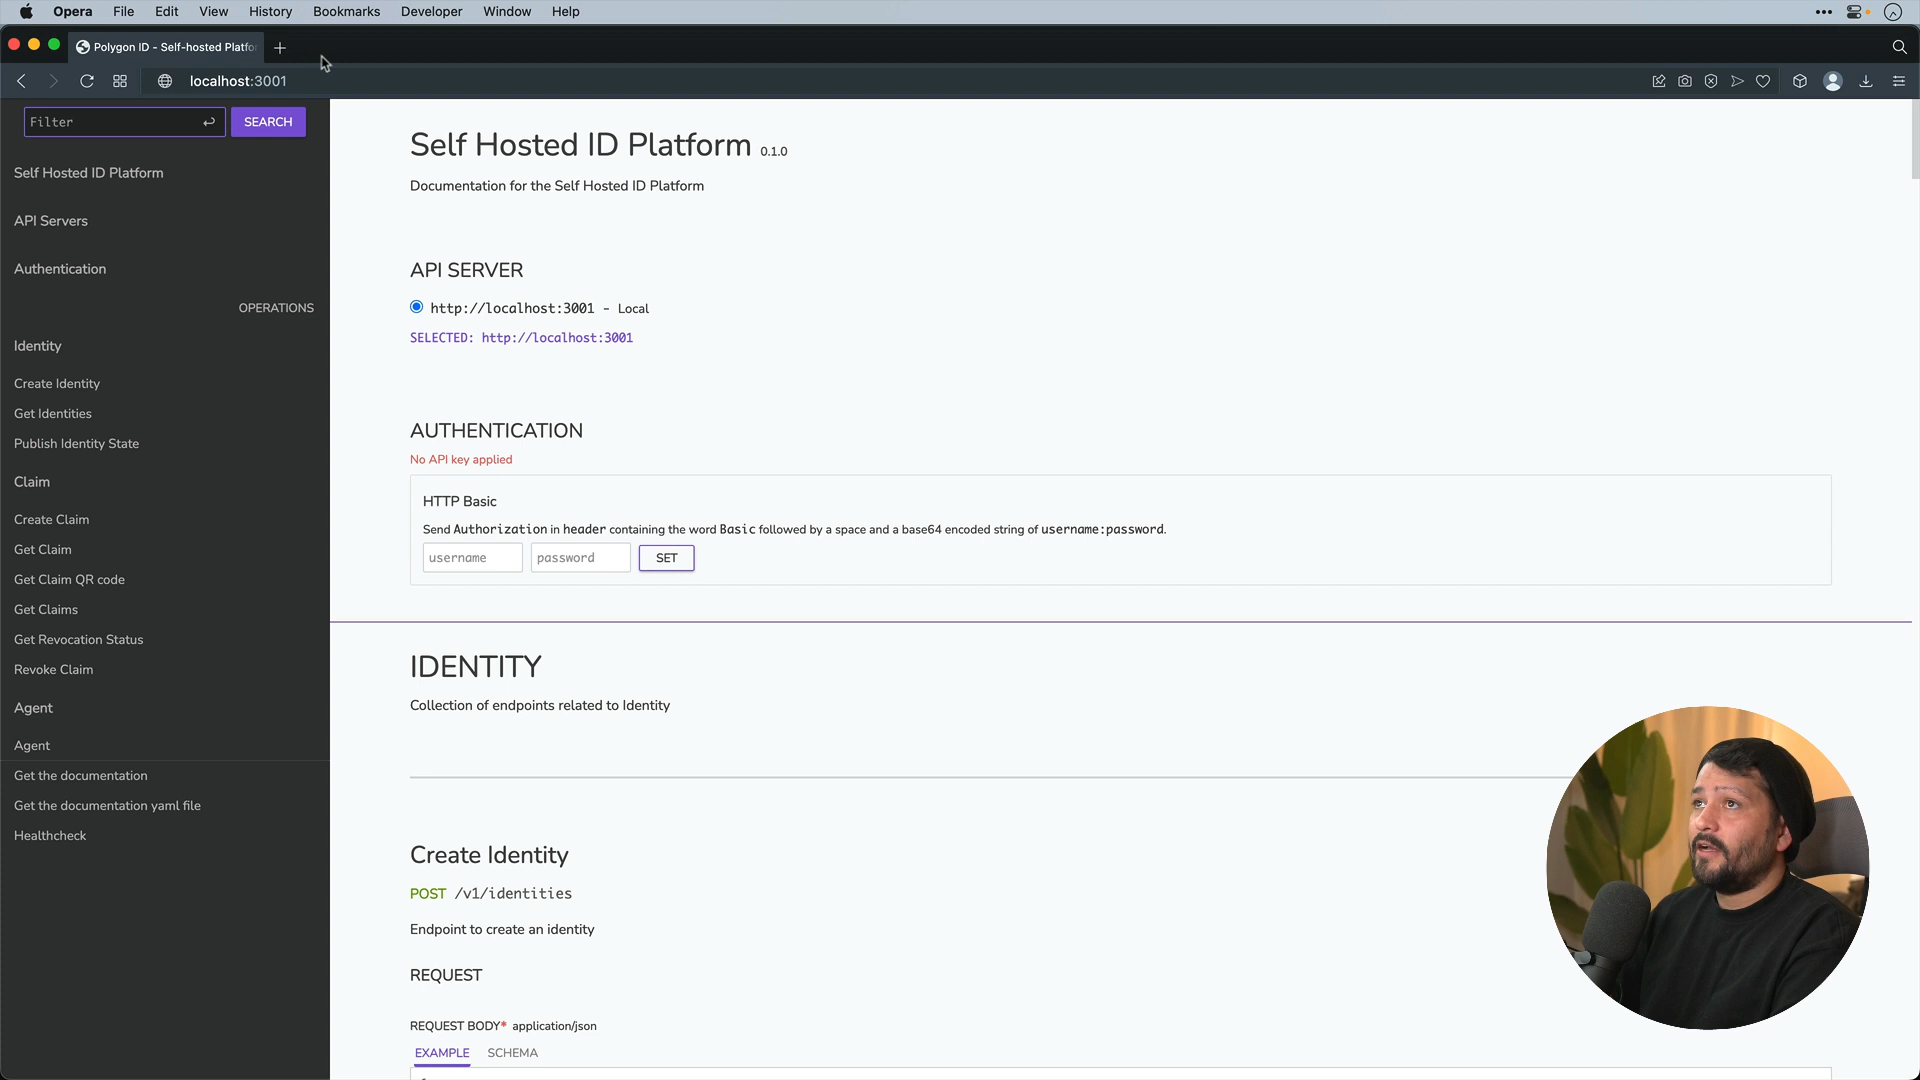 Opera File Edit View History Bookmarks Developer Window Help
Polygon ID - Self-hosted Platfo
localhost:3001
Filter SEARCH
Self Hosted ID Platform
API Servers
Authentication
OPERATIONS
Identity
Create Identity
Get Identities
Publish Identity State
Claim
Create Claim
Get Claim
Get Claim QR code
Get Claims
Get Revocation Status
Revoke Claim
Agent
Agent
Get the documentation
Get the documentation yaml file
Healthcheck
Self Hosted ID Platform 0.1.0
Documentation for the Self Hosted ID Platform
API SERVER
http://localhost:3001 - Local
SELECTED: http://localhost:3001
AUTHENTICATION
No API key applied
HTTP Basic
Send Authorization in header containing the word Basic followed by a space and a base64 encoded string of username:password.
username password SET
IDENTITY
Collection of endpoints related to Identity
Create Identity
POST /v1/identities
Endpoint to create an identity
REQUEST
REQUEST BODY* application/json
EXAMPLE SCHEMA